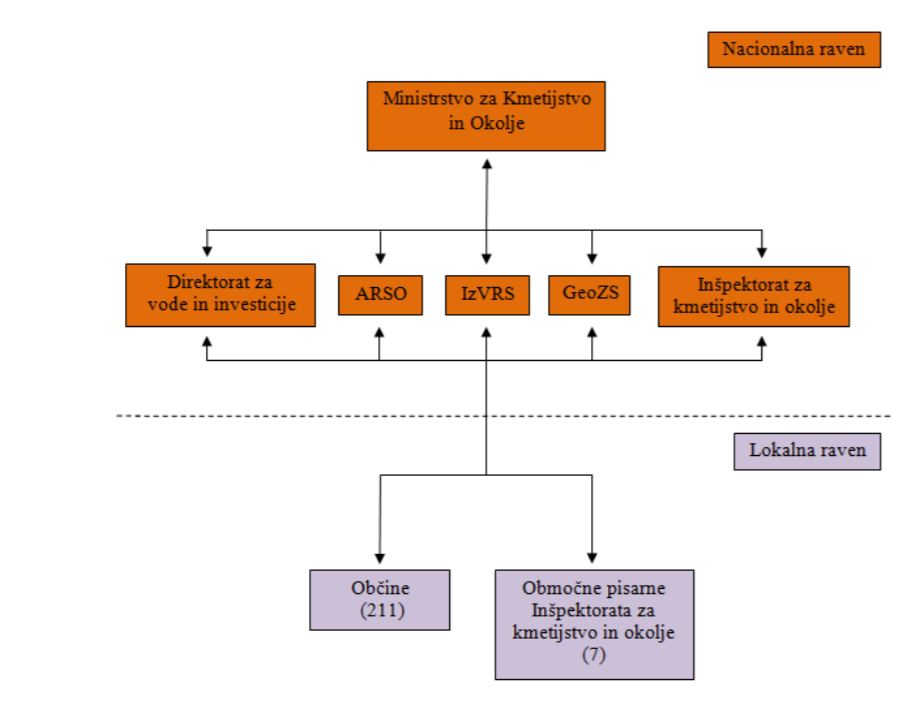 Nacionalna raven
Ministrstvo za Kmetijstvo
in Okolje
Direktorat za
vode in investicije
ARSO
IzVRS
GeoZS
Inšpektorat za
kmetijstvo in okolje
Lokalna raven
Občine
(211)
Območne pisarne
Inšpektorata za
kmetijstvo in okolje
(7)